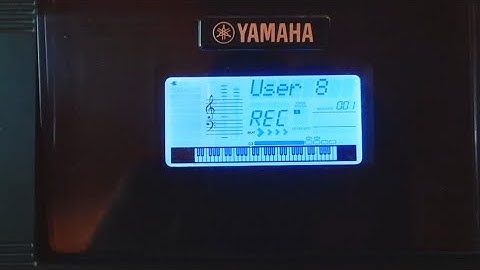 YAMAHA
User 8
001
REC